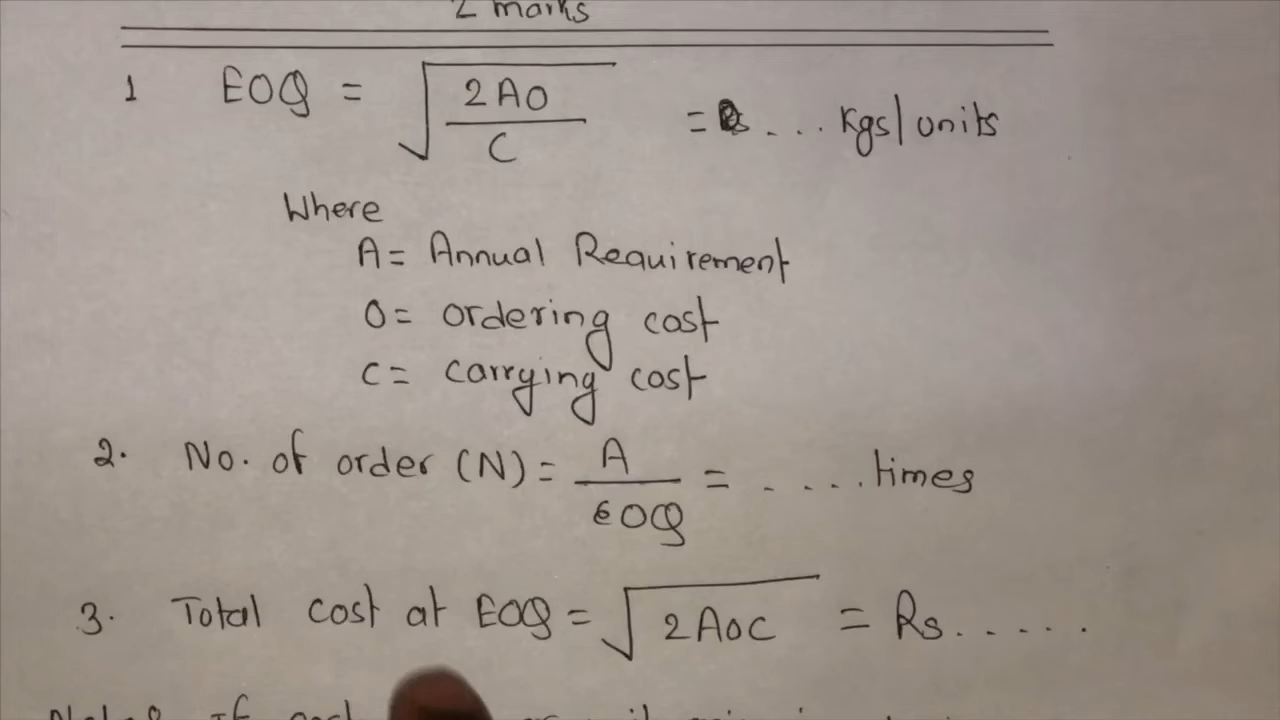 2 marks
1 EOQ = √(2AO / C) = ... kgs/units
Where
A = Annual Requirement
O = ordering cost
C = carrying cost
2. No. of order (N) = A / EOQ = . . . . . times
3. Total cost at EOQ = √2AOC = Rs. . . . . .
If